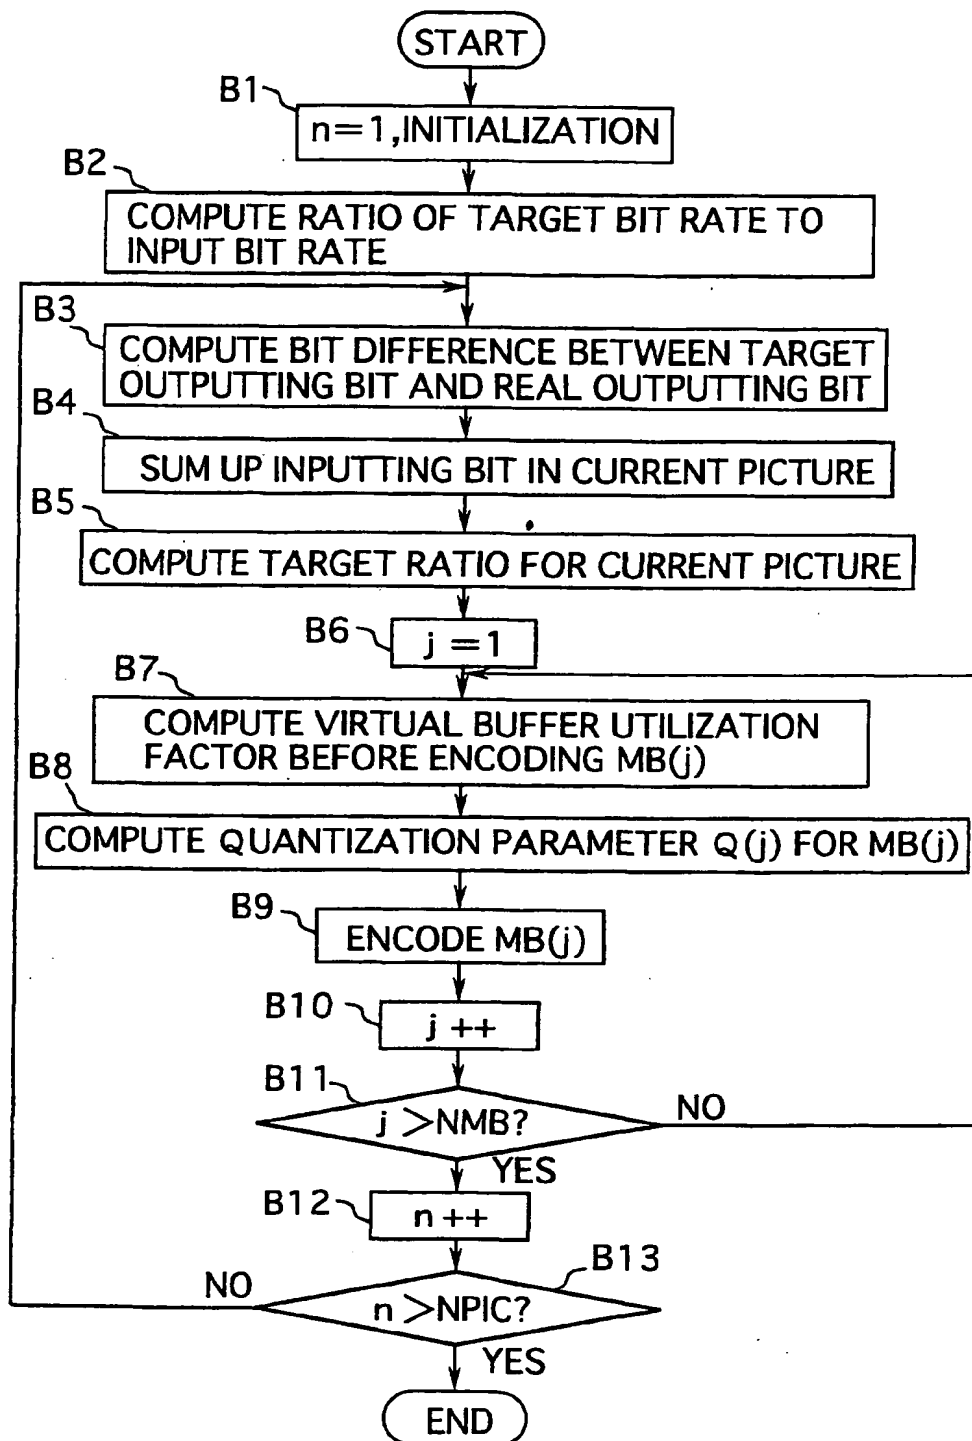 START
B1
n=1,INITIALIZATION
B2
COMPUTE RATIO OF TARGET BIT RATE TO
INPUT BIT RATE
B3
COMPUTE BIT DIFFERENCE BETWEEN TARGET
OUTPUTTING BIT AND REAL OUTPUTTING BIT
B4
SUM UP INPUTTING BIT IN CURRENT PICTURE
B5
COMPUTE TARGET RATIO FOR CURRENT PICTURE
B6
j =1
B7
COMPUTE VIRTUAL BUFFER UTILIZATION
FACTOR BEFORE ENCODING MB(j)
B8
COMPUTE QUANTIZATION PARAMETER Q(j) FOR MB(j)
B9
ENCODE MB(j)
B10
j ++
B11
j >NMB?
NO
YES
B12
n ++
B13
NO
n >NPIC?
YES
END